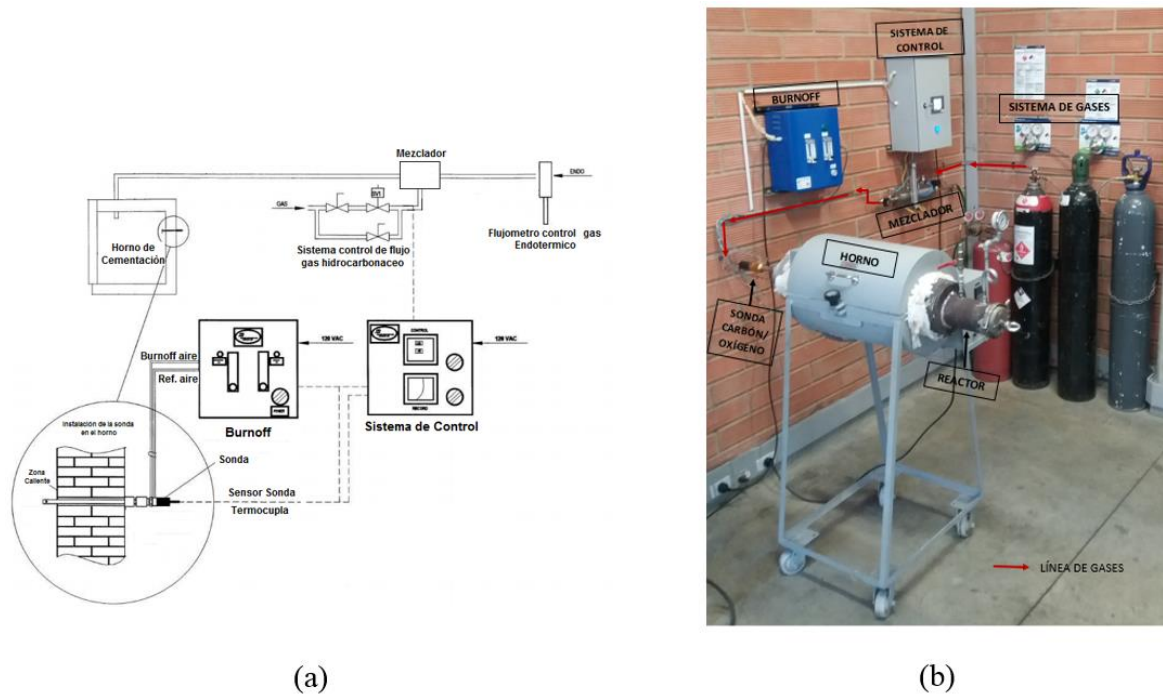 Mezclador
ENDO
GAS
SV1
Horno de
Cementación
Sistema control de flujo
gas hidrocarbonaceo
Flujometro control gas
Endotermico
Burnoff aire
Ref. aire
120 VAC
CONTROL
120 VAC
RECORD
POWER
Burnoff
Sistema de Control
Instalación de la sonda
en el horno
Zona
Caliente
Sonda
Sensor Sonda
Termocupla
(a)
SISTEMA DE
CONTROL
BURNOFF
SISTEMA DE GASES
MEZCLADOR
HORNO
SONDA
CARBÓN/
OXÍGENO
REACTOR
LÍNEA DE GASES
(b)